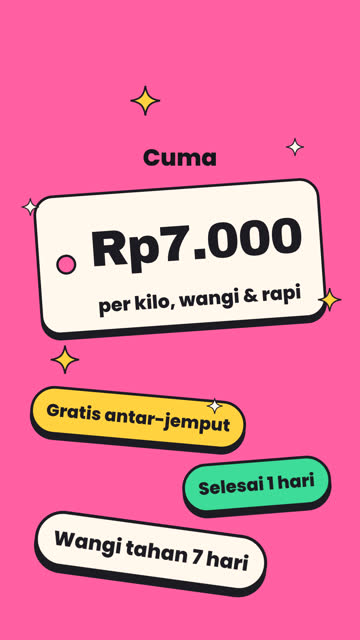 Cuma
Rp7.000
per kilo, wangi & rapi
Gratis antar-jemput
Selesai 1 hari
Wangi tahan 7 hari